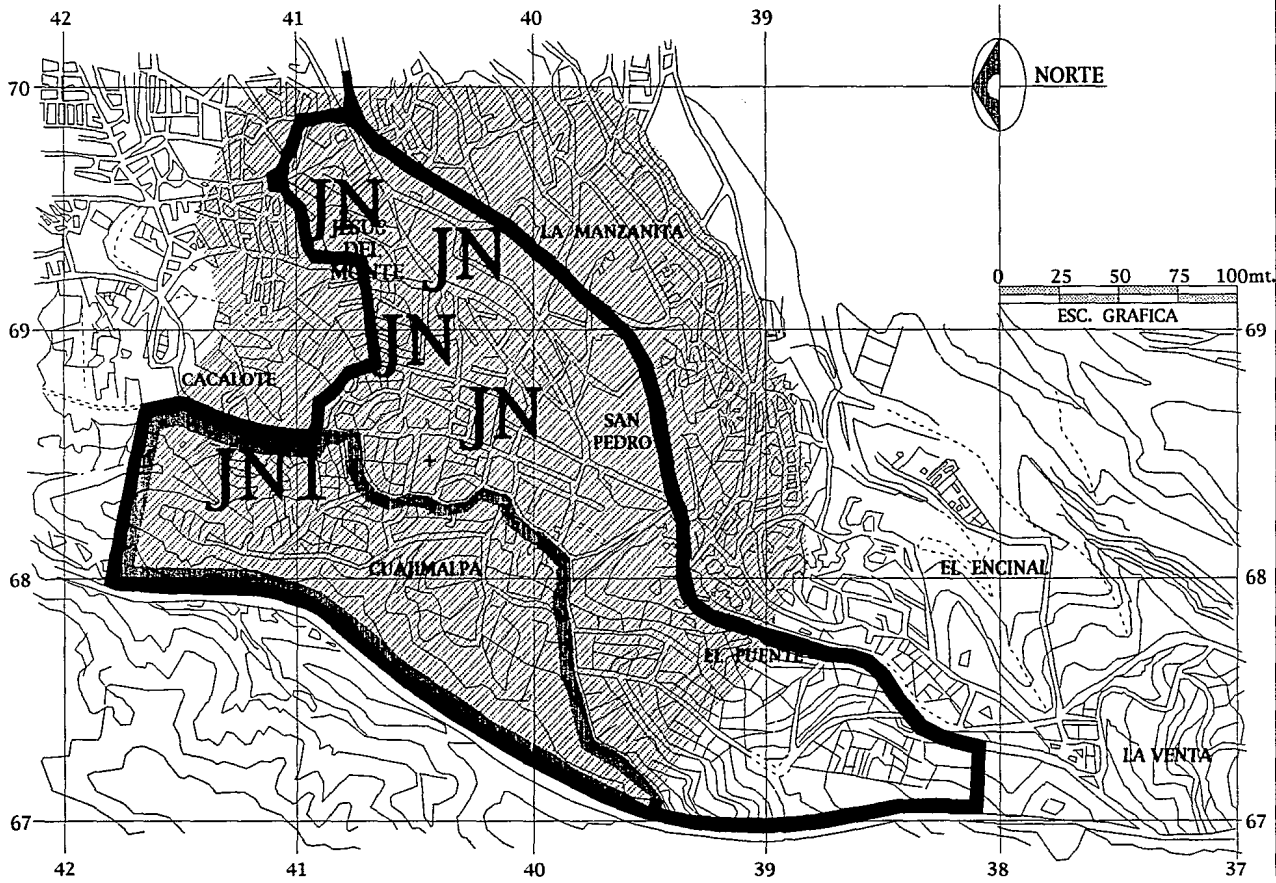 42 41 40 39
70 NORTE
JN
JESUS
DEL
MONTE
JN
LA MANZANITA
0 25 50 75 100mt.
ESC. GRAFICA
69 69
JN
CACALOTE
JN
SAN
PEDRO
JN1
68 CUAJIMALPA EL ENCINAL 68
EL PUENTE
LA VENTA
67 67
42 41 40 39 38 37